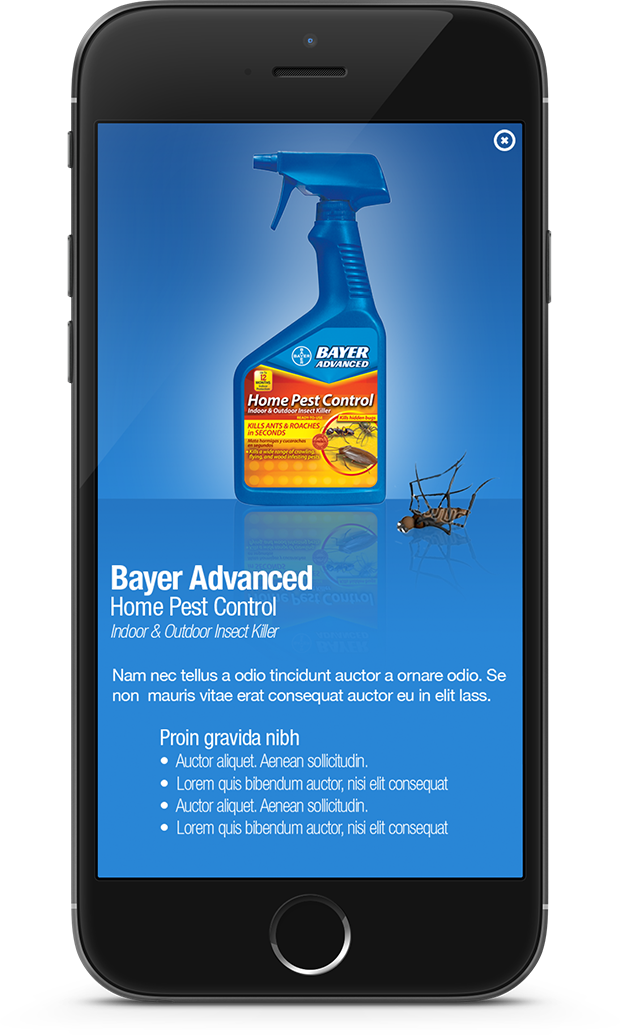 BAYER
BAYER
ADVANCED
UP TO
12
MONTHS
Home Pest Control
Indoor & Outdoor Insect Killer
READY-TO-USE
Kills hidden bugs
KILLS ANTS & ROACHES
in SECONDS
Mata hormigas y cucarachas
en segundos
• Kills a wide range of crawling,
flying, and wood infesting pests
Bayer Advanced
Home Pest Control
Indoor & Outdoor Insect Killer
Nam nec tellus a odio tincidunt auctor a ornare odio. Se
non mauris vitae erat consequat auctor eu in elit lass.
Proin gravida nibh
• Auctor aliquet. Aenean sollicitudin.
• Lorem quis bibendum auctor, nisi elit consequat
• Auctor aliquet. Aenean sollicitudin.
• Lorem quis bibendum auctor, nisi elit consequat